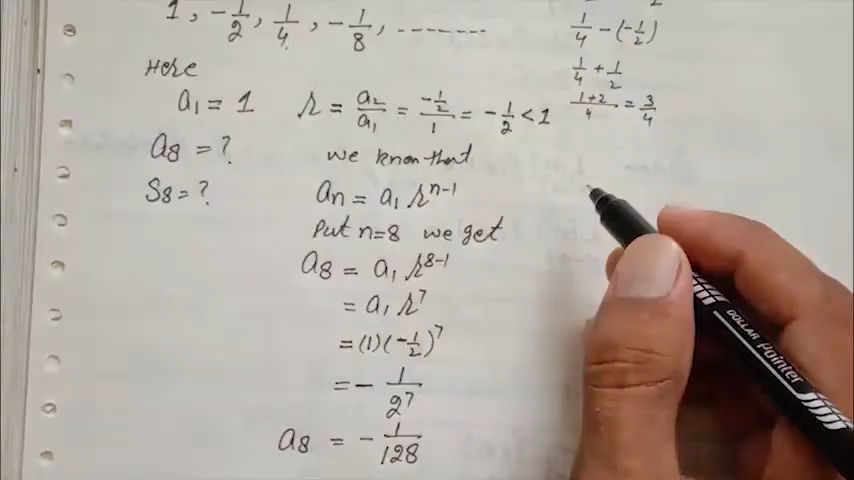 1, -1/2, 1/4, -1/8, -------
Here
a₁ = 1 r = a₂/a₁ = (-1/2)/1 = -1/2 < 1
a₈ = ?
S₈ = ?
we know that
aₙ = a₁ rⁿ⁻¹
Put n=8 we get
a₈ = a₁ r⁸⁻¹
= a₁ r⁷
= (1)(-1/2)⁷
= - 1/2⁷
a₈ = - 1/128
1/4 - (-1/2)
1/4 + 1/2
(1+2)/4 = 3/4
DOLLAR Pointer